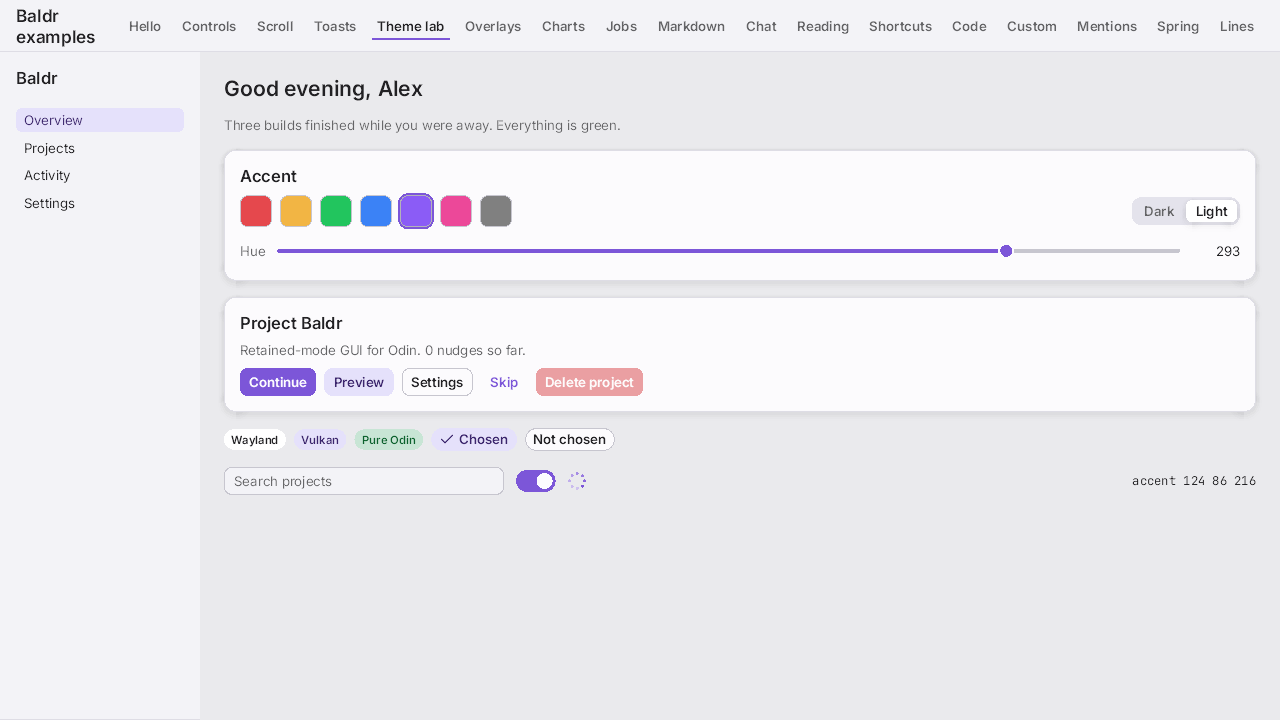 Baldr examples
Hello Controls Scroll Toasts Theme lab Overlays Charts Jobs Markdown Chat Reading Shortcuts Code Custom Mentions Spring Lines
Baldr
Overview
Projects
Activity
Settings
Good evening, Alex
Three builds finished while you were away. Everything is green.
Accent
Dark Light
Hue 293
Project Baldr
Retained-mode GUI for Odin. 0 nudges so far.
Continue Preview Settings Skip Delete project
Wayland Vulkan Pure Odin Chosen Not chosen
Search projects accent 124 86 216